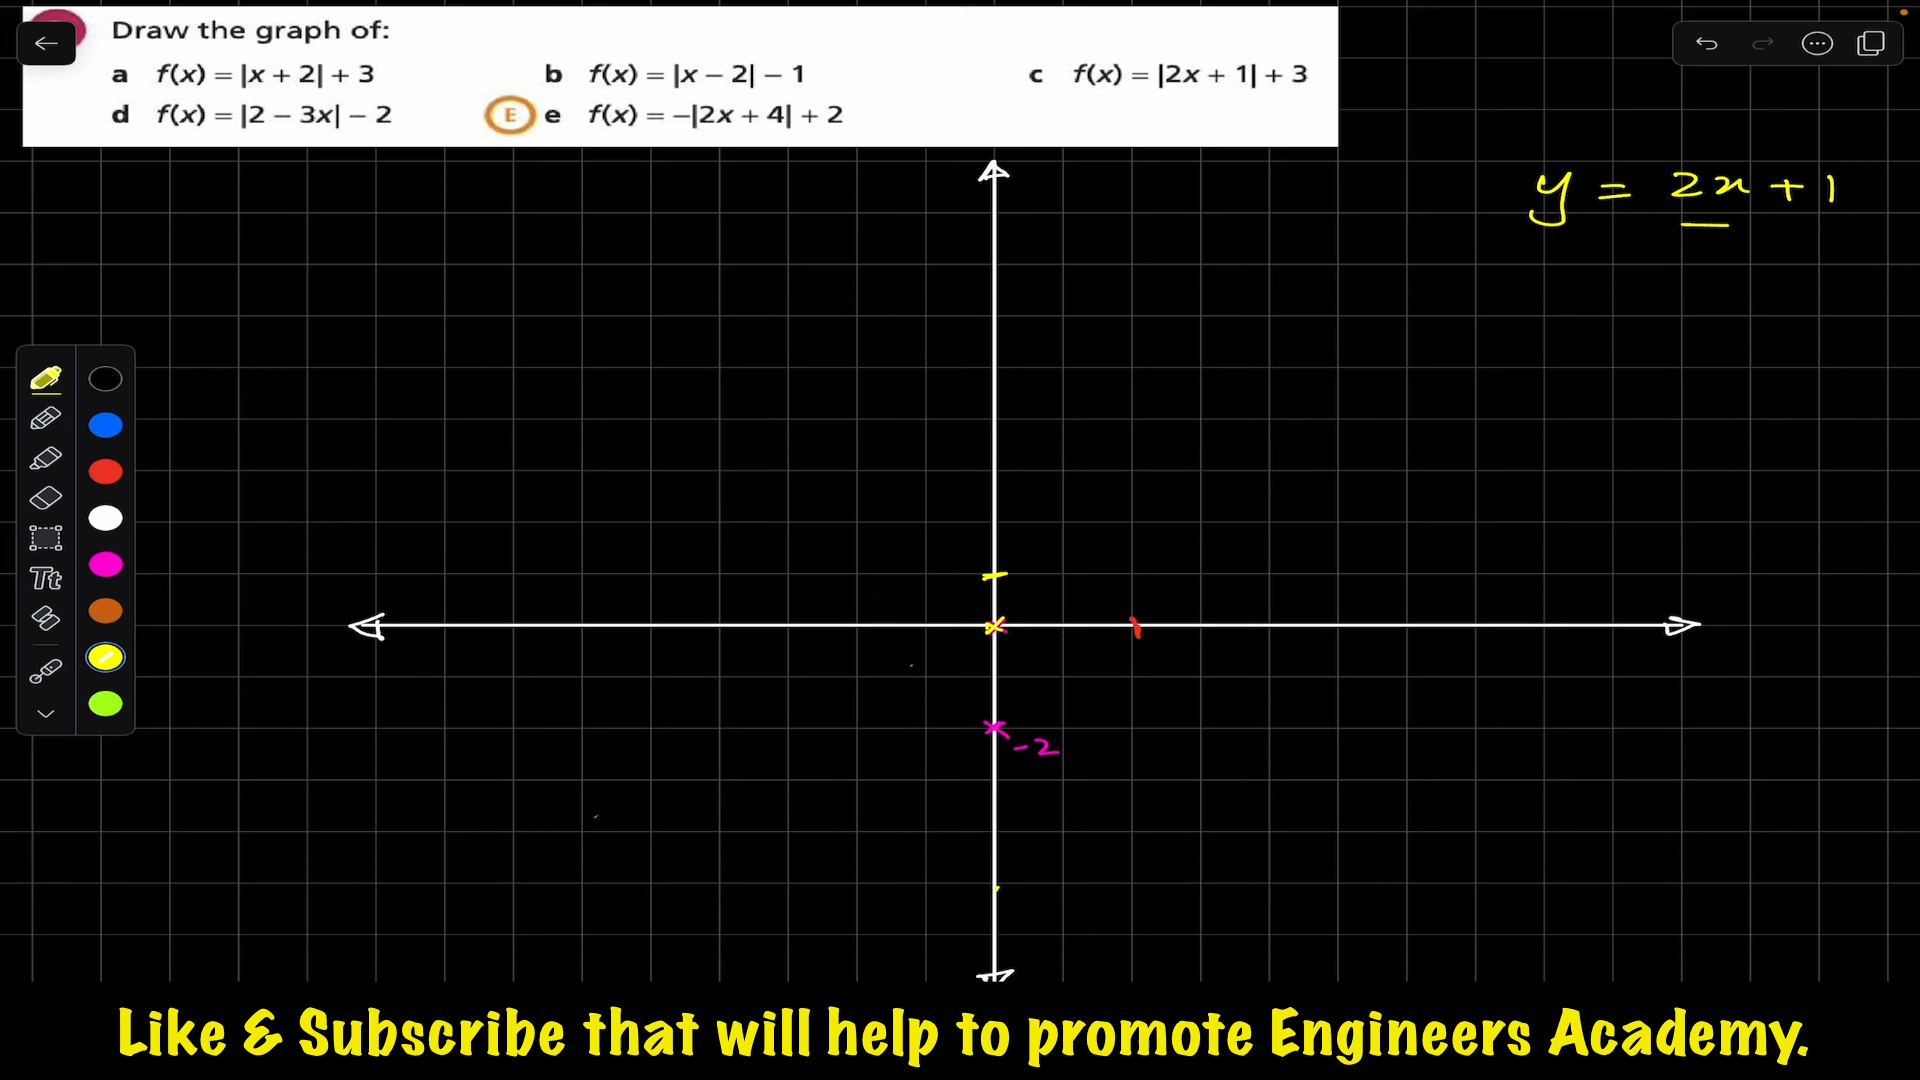 Draw the graph of:
a f(x) = |x + 2| + 3 b f(x) = |x − 2| − 1 c f(x) = |2x + 1| + 3
d f(x) = |2 − 3x| − 2 E e f(x) = −|2x + 4| + 2
y = 2x + 1
Tt
-2
Like & Subscribe that will help to promote Engineers Academy.